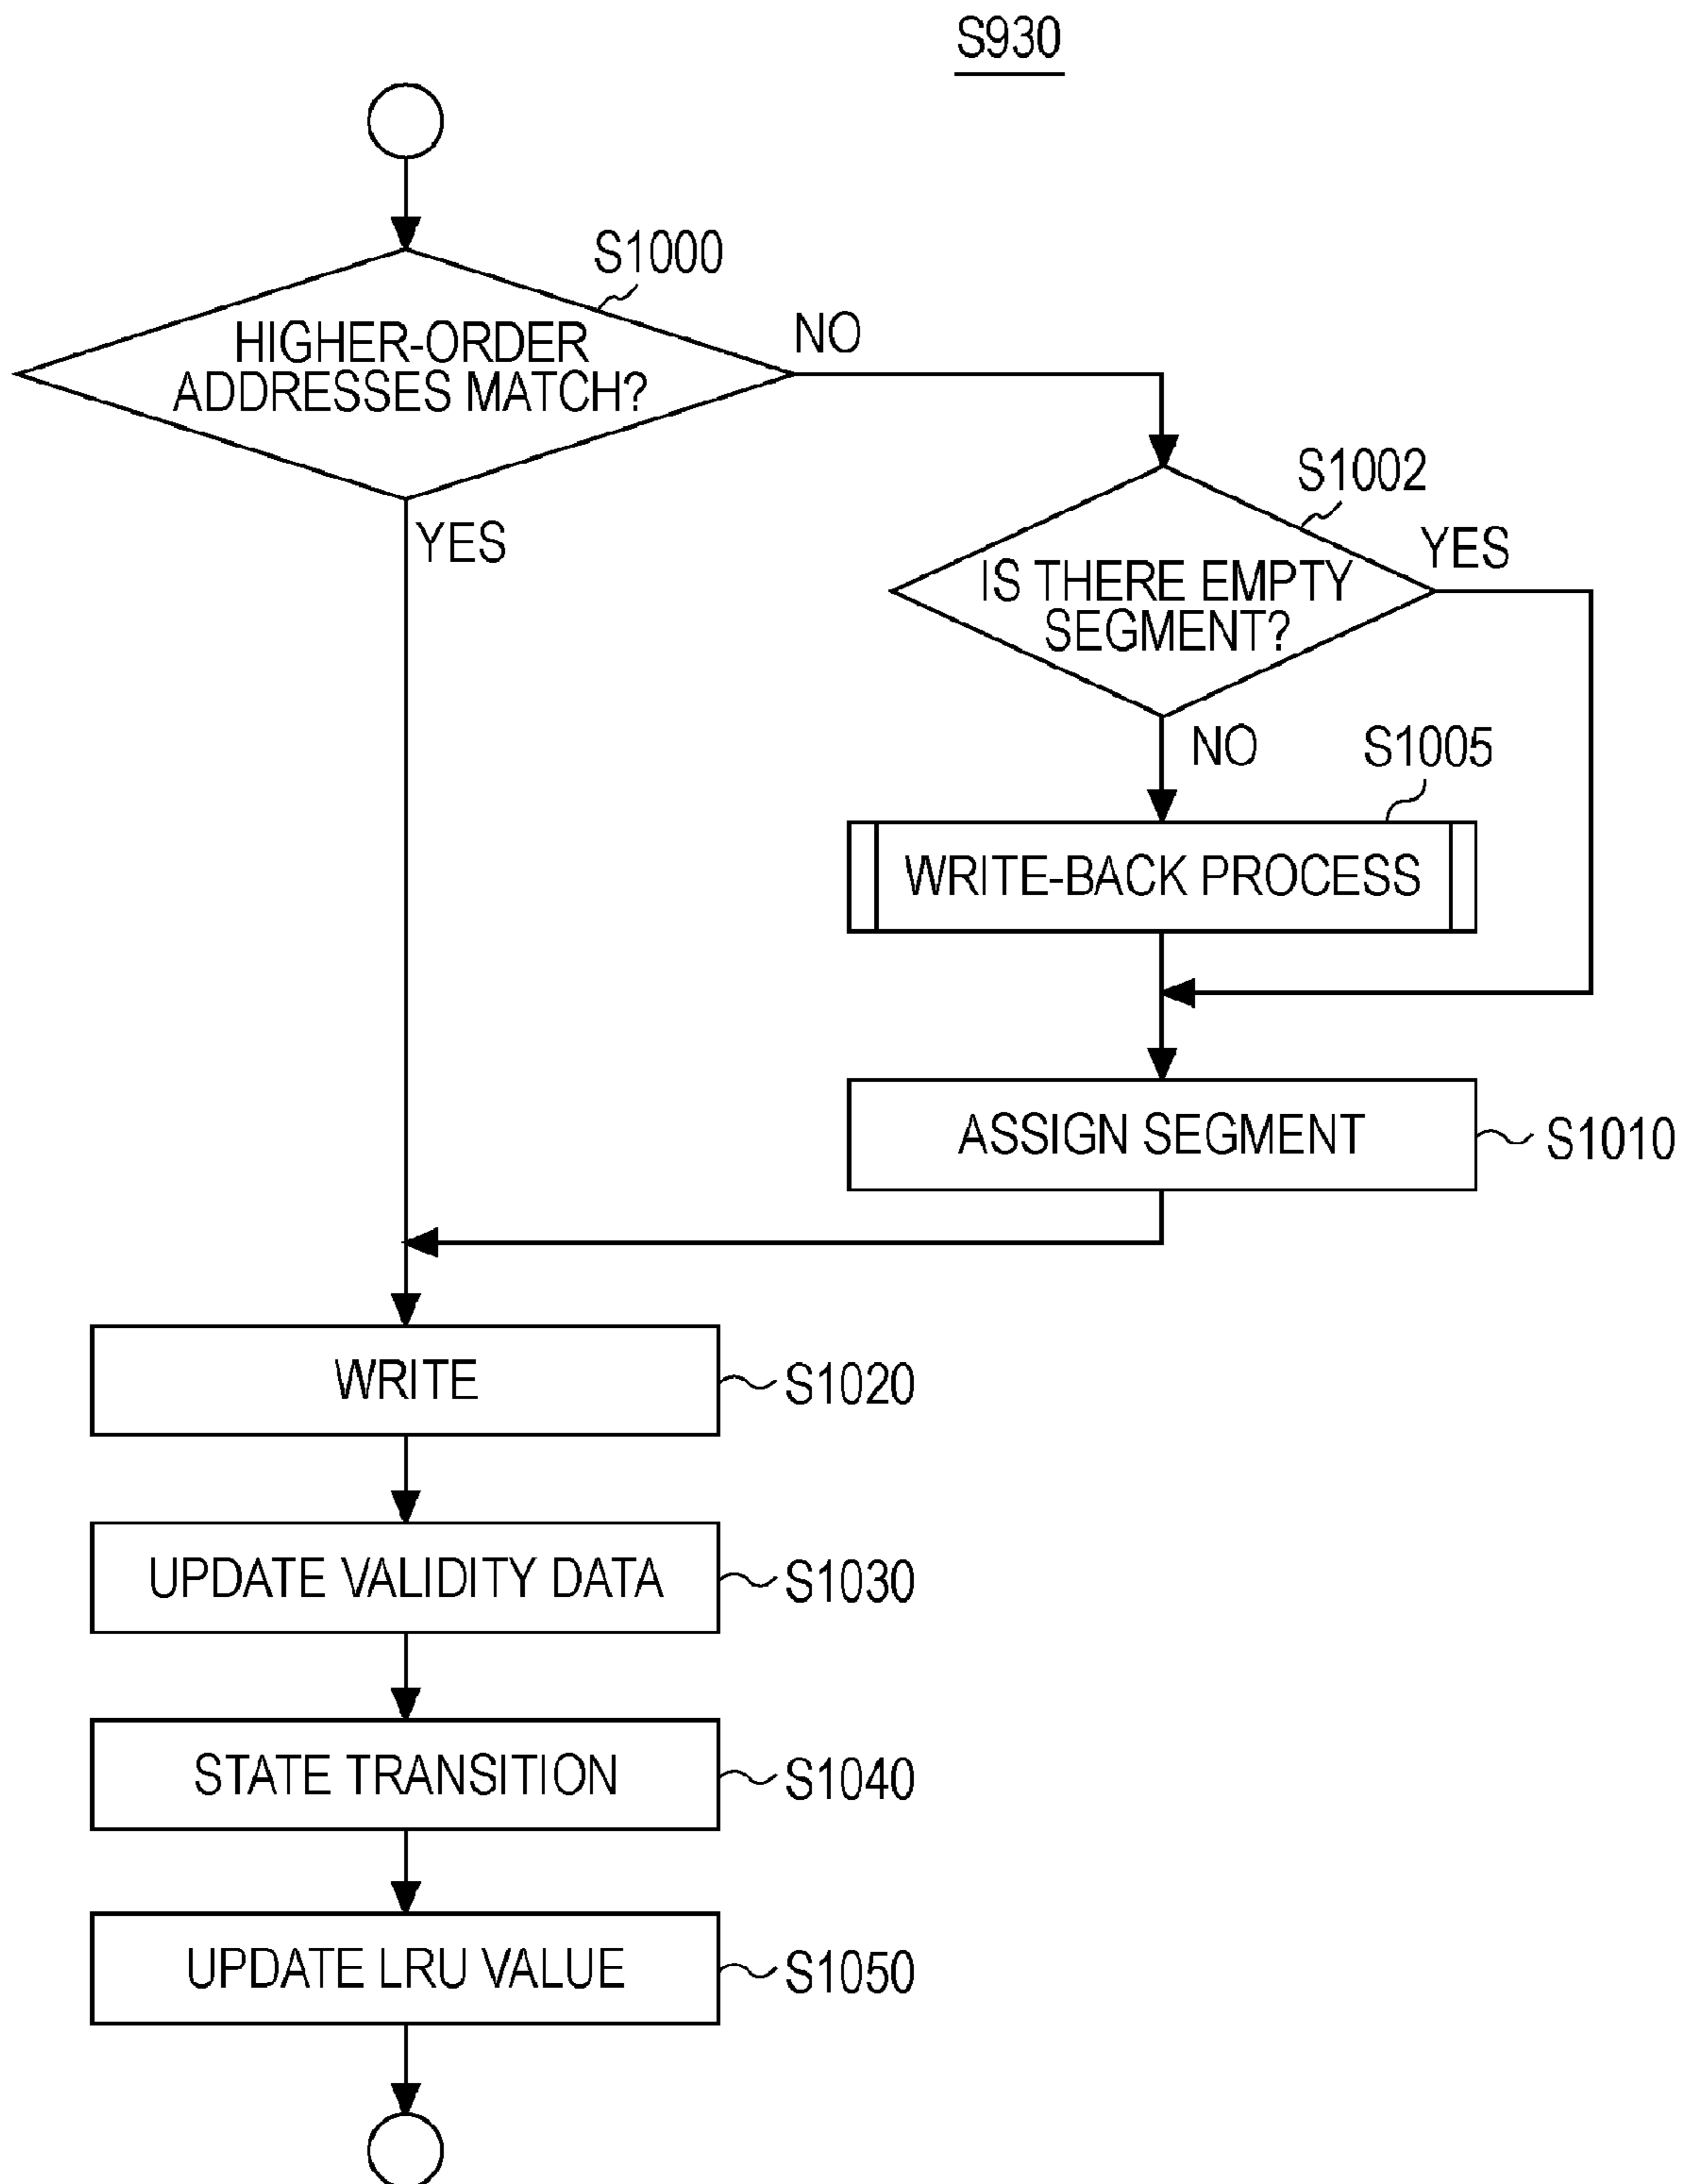 S930
S1000
HIGHER-ORDER
ADDRESSES MATCH?
NO
YES
S1002
IS THERE EMPTY
SEGMENT?
YES
NO
S1005
WRITE-BACK PROCESS
ASSIGN SEGMENT
S1010
WRITE
S1020
UPDATE VALIDITY DATA
S1030
STATE TRANSITION
S1040
UPDATE LRU VALUE
S1050